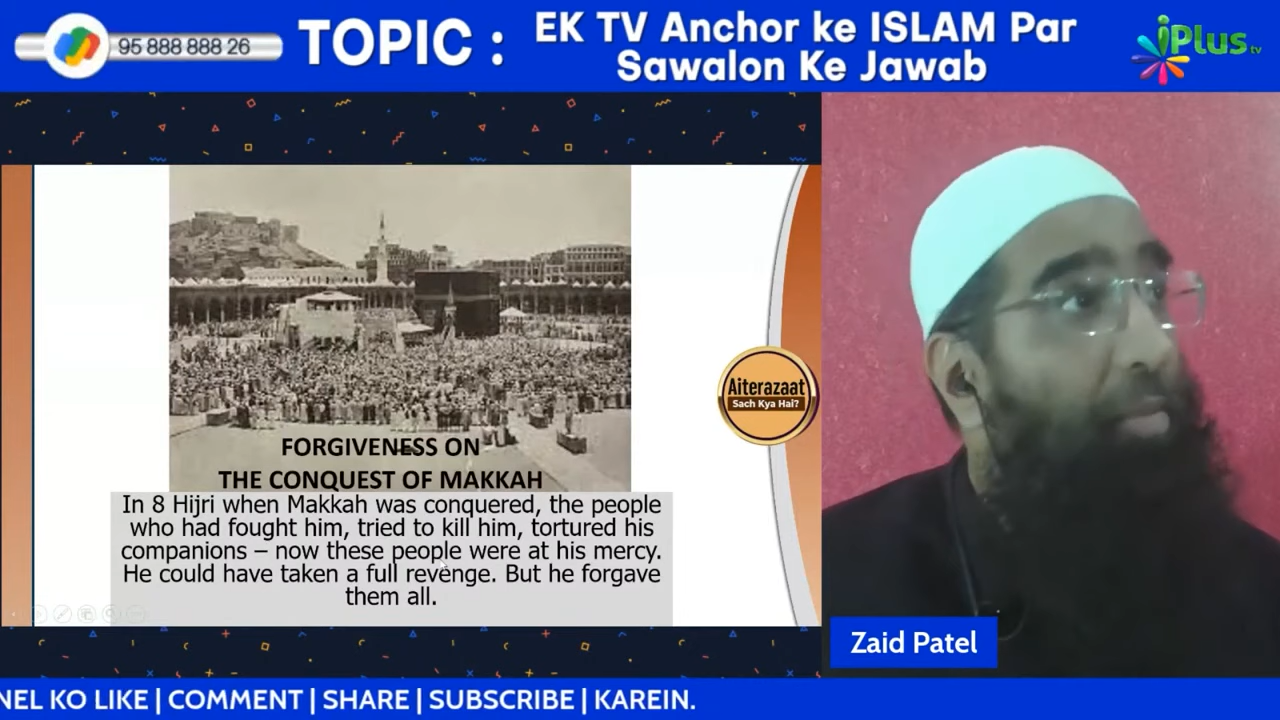 95 888 888 26
TOPIC :
EK TV Anchor ke ISLAM Par
Sawalon Ke Jawab
iPlus tv
FORGIVENESS ON
THE CONQUEST OF MAKKAH
In 8 Hijri when Makkah was conquered, the people
who had fought him, tried to kill him, tortured his
companions – now these people were at his mercy.
He could have taken a full revenge. But he forgave
them all.
Aiterazaat
Sach Kya Hai?
Zaid Patel
NEL KO LIKE | COMMENT | SHARE | SUBSCRIBE | KAREIN.